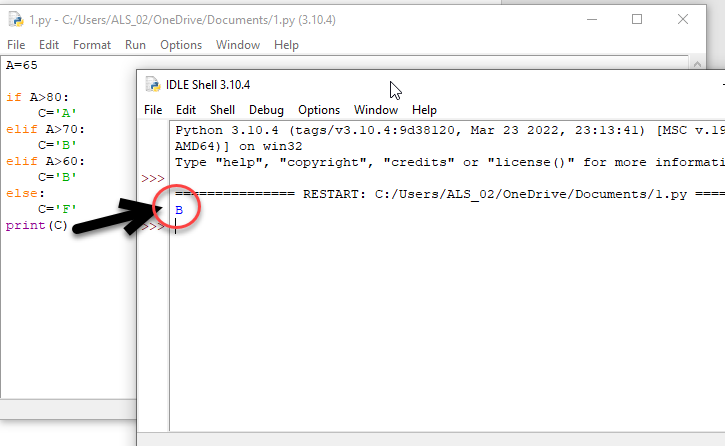 1.py - C:/Users/ALS_02/OneDrive/Documents/1.py (3.10.4)
File Edit Format Run Options Window Help
A=65
if A>80:
    C='A'
elif A>70:
    C='B'
elif A>60:
    C='B'
else:
    C='F'
print(C)
IDLE Shell 3.10.4
File Edit Shell Debug Options Window Help
Python 3.10.4 (tags/v3.10.4:9d38120, Mar 23 2022, 23:13:41) [MSC v.19
AMD64)] on win32
Type "help", "copyright", "credits" or "license()" for more informati
>>>
=============== RESTART: C:/Users/ALS_02/OneDrive/Documents/1.py ====
B
>>>